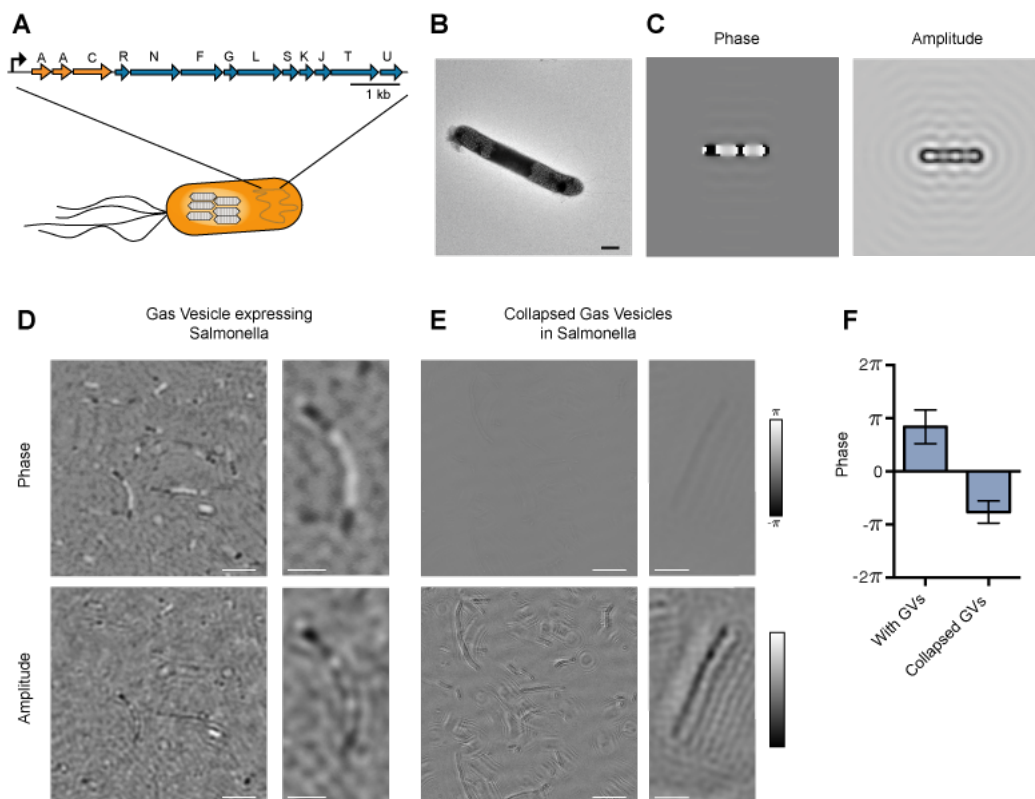 A
A A C R N F G L S K J T U
1 kb
B
C
Phase
Amplitude
D
Gas Vesicle expressing
Salmonella
E
Collapsed Gas Vesicles
in Salmonella
F
Phase
π
-π
Amplitude
Phase
2π
π
0
-π
-2π
With GVs
Collapsed GVs